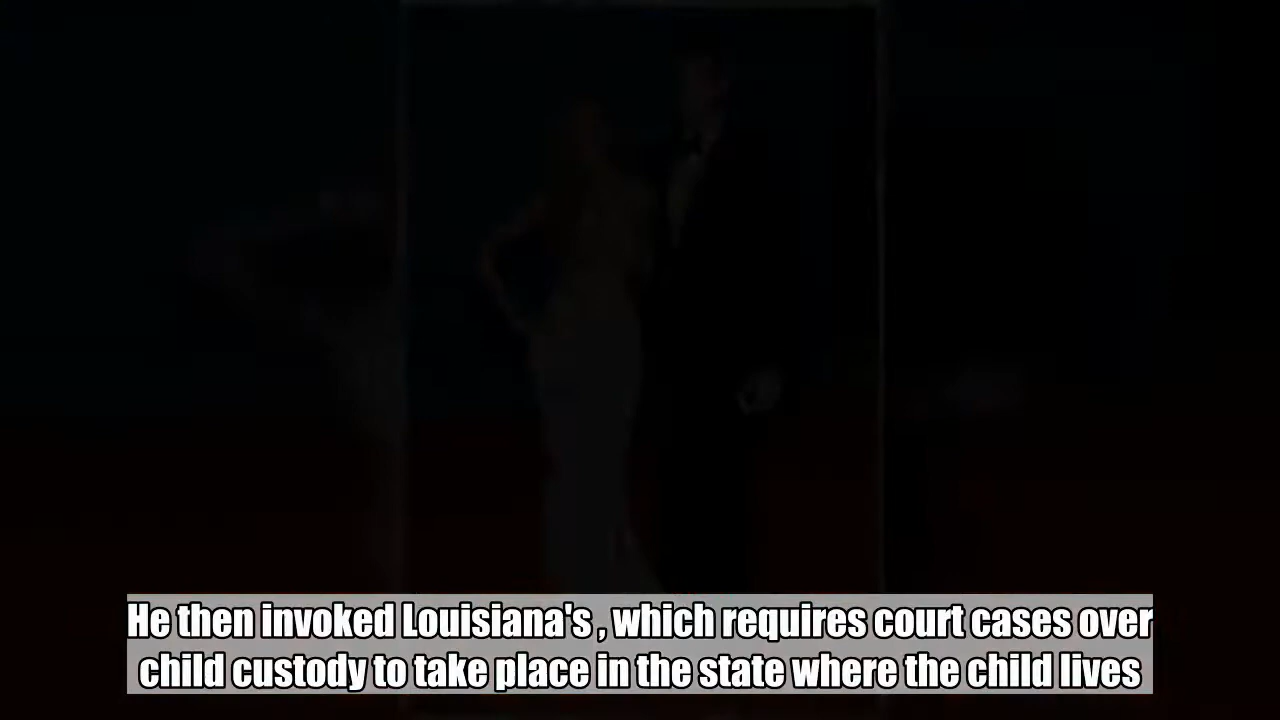 He then invoked Louisiana's , which requires court cases over
child custody to take place in the state where the child lives